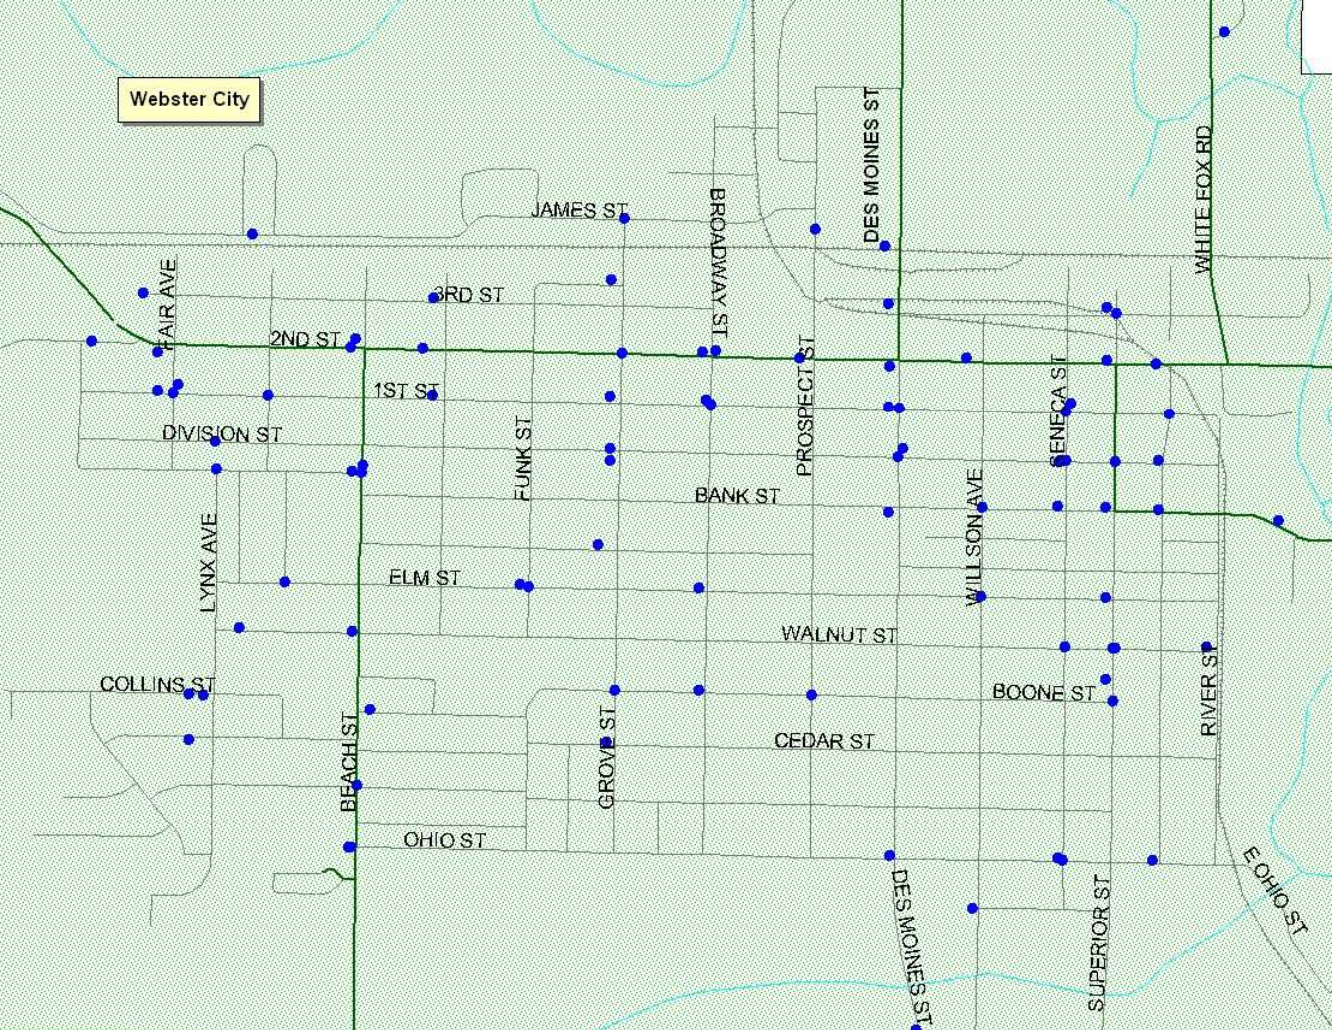 Webster City
DES MOINES ST
WHITE FOX RD
JAMES ST
BROADWAY ST
FAIR AVE
3RD ST
2ND ST
PROSPECT ST
SENECA ST
1ST ST
DIVISION ST
FUNK ST
BANK ST
WILLSON AVE
LYNX AVE
ELM ST
WALNUT ST
COLLINS ST
BOONE ST
RIVER ST
BEACH ST
GROVE ST
CEDAR ST
OHIO ST
DES MOINES ST
SUPERIOR ST
E OHIO ST